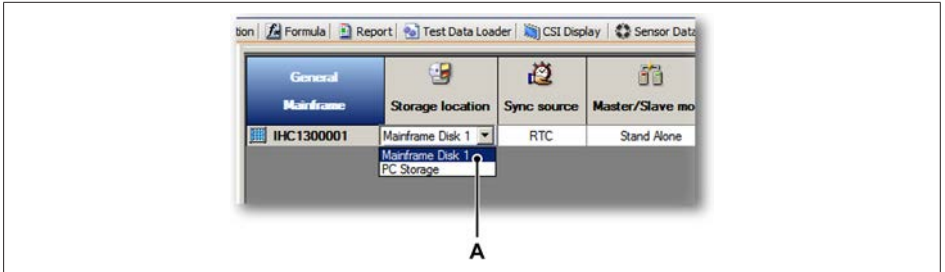 tion Formula Report Test Data Loader CSI Display Sensor Data
General
Mainframe Storage location Sync source Master/Slave mo
IHC1300001 Mainframe Disk 1 RTC Stand Alone
Mainframe Disk 1
PC Storage
A